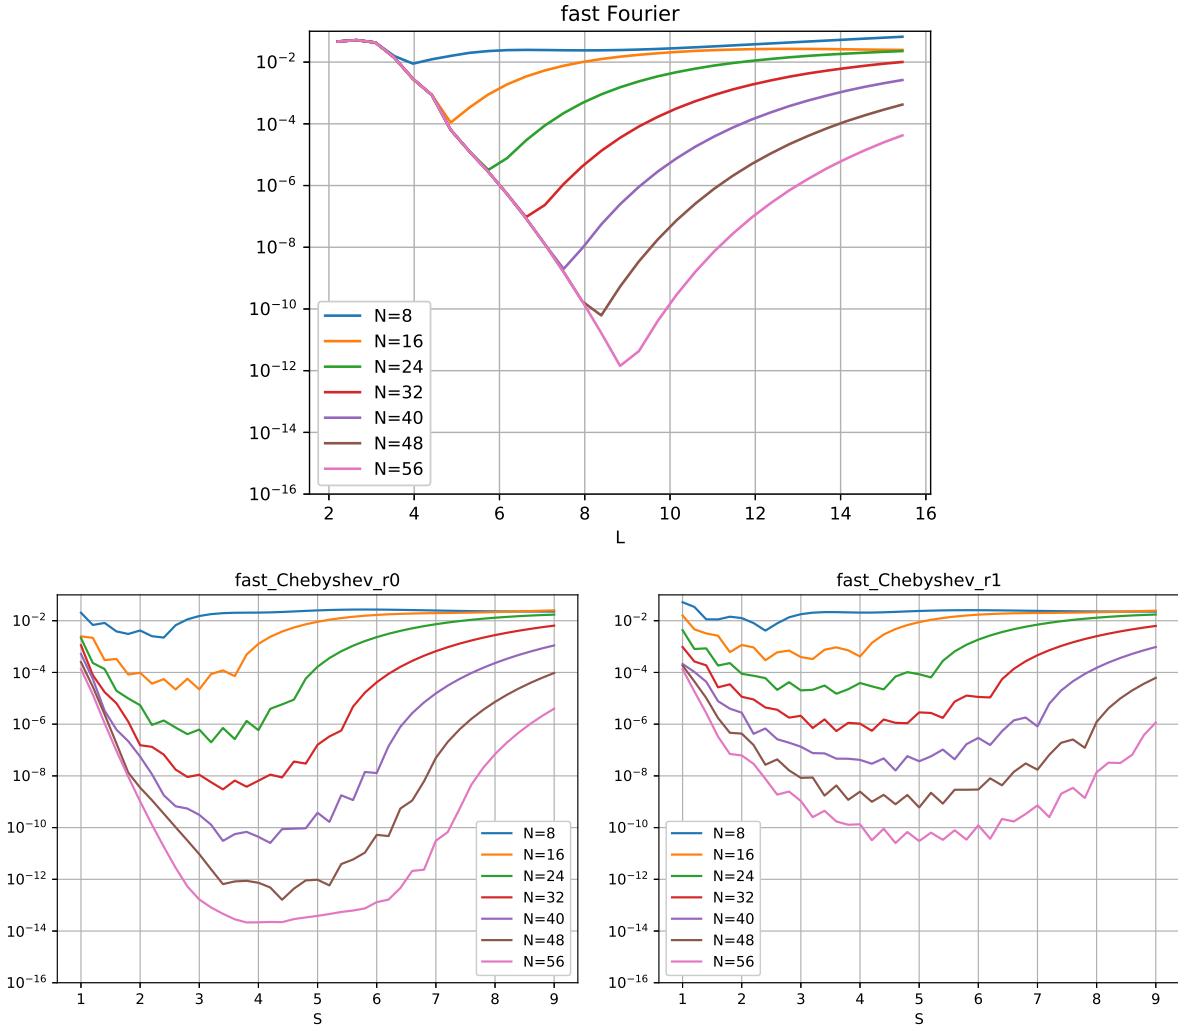 fast Fourier
10⁻²
10⁻⁴
10⁻⁶
10⁻⁸
10⁻¹⁰
10⁻¹²
10⁻¹⁴
10⁻¹⁶
N=8
N=16
N=24
N=32
N=40
N=48
N=56
2 4 6 8 10 12 14 16
L
fast_Chebyshev_r0
10⁻²
10⁻⁴
10⁻⁶
10⁻⁸
10⁻¹⁰
10⁻¹²
10⁻¹⁴
10⁻¹⁶
N=8
N=16
N=24
N=32
N=40
N=48
N=56
1 2 3 4 5 6 7 8 9
S
fast_Chebyshev_r1
10⁻²
10⁻⁴
10⁻⁶
10⁻⁸
10⁻¹⁰
10⁻¹²
10⁻¹⁴
10⁻¹⁶
N=8
N=16
N=24
N=32
N=40
N=48
N=56
1 2 3 4 5 6 7 8 9
S